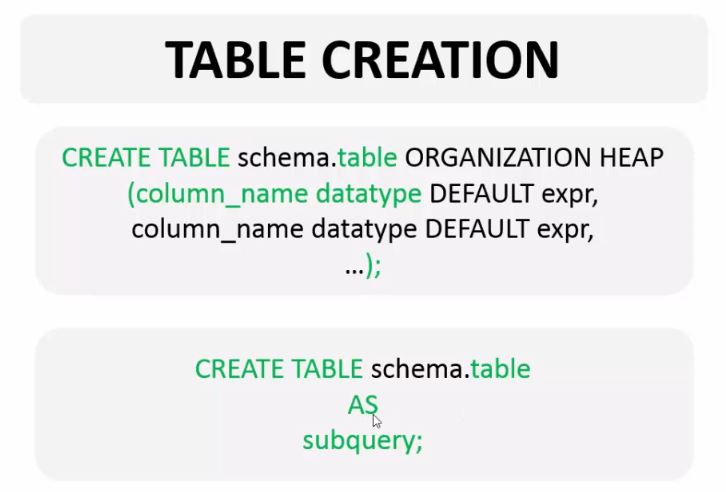 TABLE CREATION
CREATE TABLE schema.table ORGANIZATION HEAP
(column_name datatype DEFAULT expr,
column_name datatype DEFAULT expr,
...);
CREATE TABLE schema.table
AS
subquery;